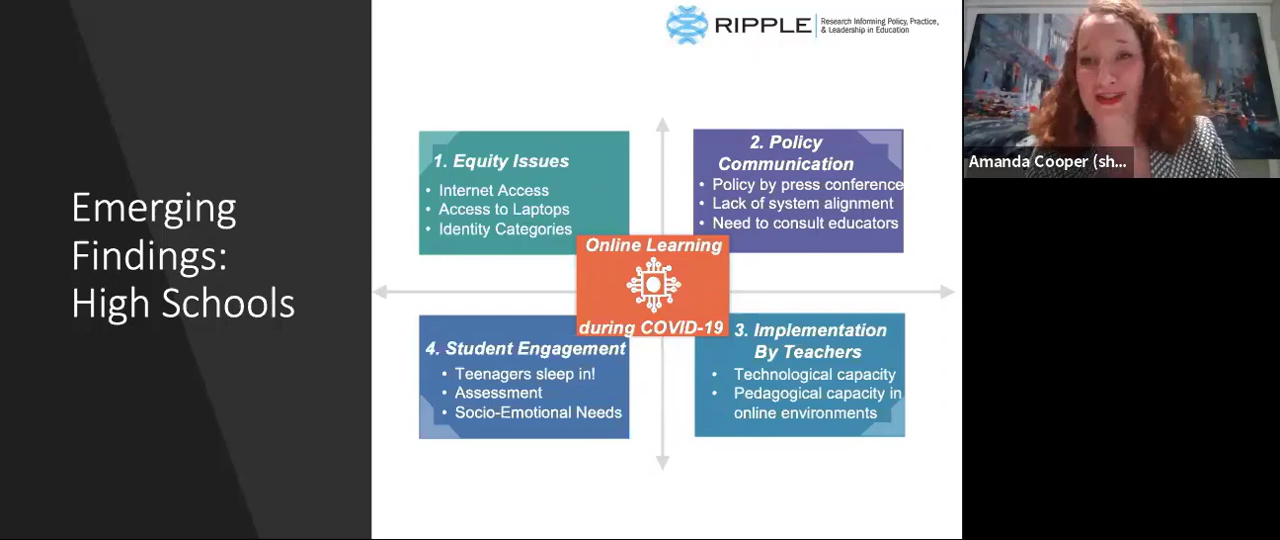 RIPPLE
Research Informing Policy, Practice,
& Leadership in Education
Amanda Cooper (sh...
Emerging
Findings:
High Schools
1. Equity Issues
• Internet Access
• Access to Laptops
• Identity Categories
2. Policy
Communication
• Policy by press conference
• Lack of system alignment
• Need to consult educators
Online Learning
during COVID-19
3. Implementation
By Teachers
• Technological capacity
• Pedagogical capacity in
online environments
4. Student Engagement
• Teenagers sleep in!
• Assessment
• Socio-Emotional Needs